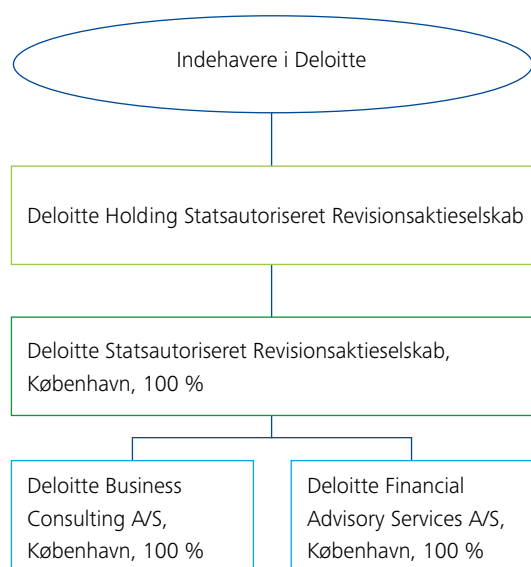 Indehavere i Deloitte
Deloitte Holding Statsautoriseret Revisionsaktieselskab
Deloitte Statsautoriseret Revisionsaktieselskab,
København, 100 %
Deloitte Business
Consulting A/S,
København, 100 %
Deloitte Financial
Advisory Services A/S,
København, 100 %